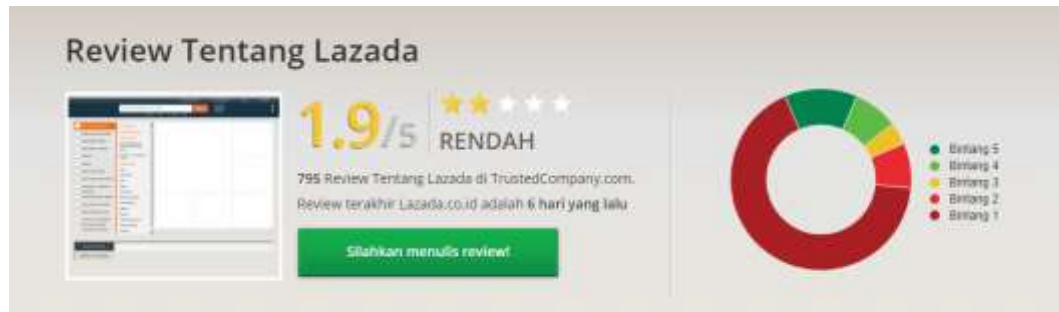 Review Tentang Lazada
1.9/5
RENDAH
795 Review Tentang Lazada di TrustedCompany.com.
Review terakhir Lazada.co.id adalah 6 hari yang lalu
Silahkan menulis review!
Bintang 5
Bintang 4
Bintang 3
Bintang 2
Bintang 1